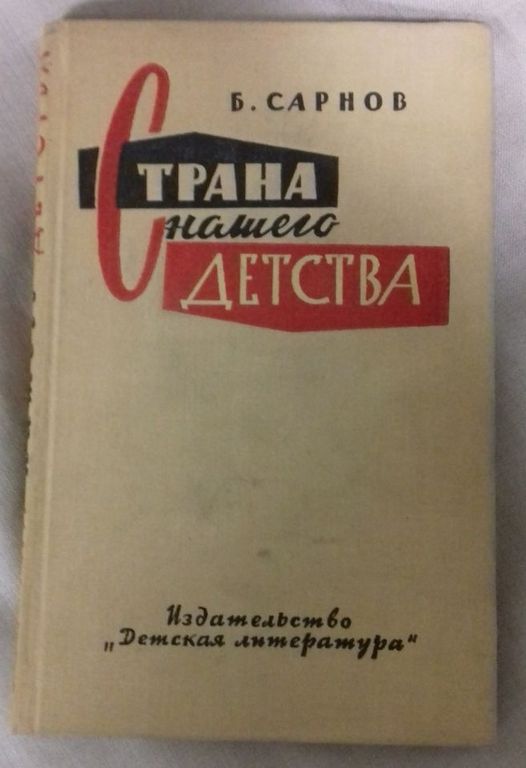 Б. САРНОВ
СТРАНА
нашего
ДЕТСТВА
Издательство
„Детская литература“